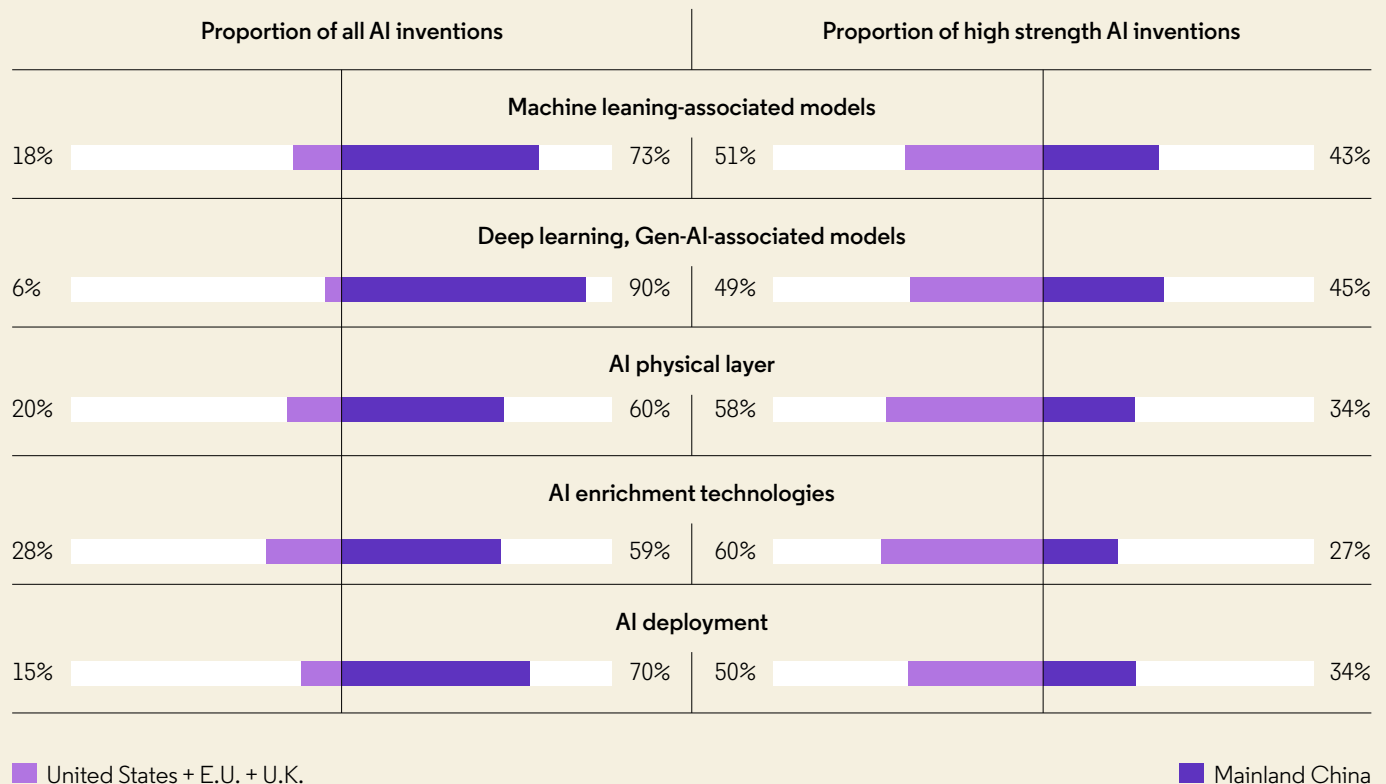 Proportion of all AI inventions
Proportion of high strength AI inventions
Machine leaning-associated models
18%
73%
51%
43%
Deep learning, Gen-AI-associated models
6%
90%
49%
45%
AI physical layer
20%
60%
58%
34%
AI enrichment technologies
28%
59%
60%
27%
AI deployment
15%
70%
50%
34%
United States + E.U. + U.K.
Mainland China